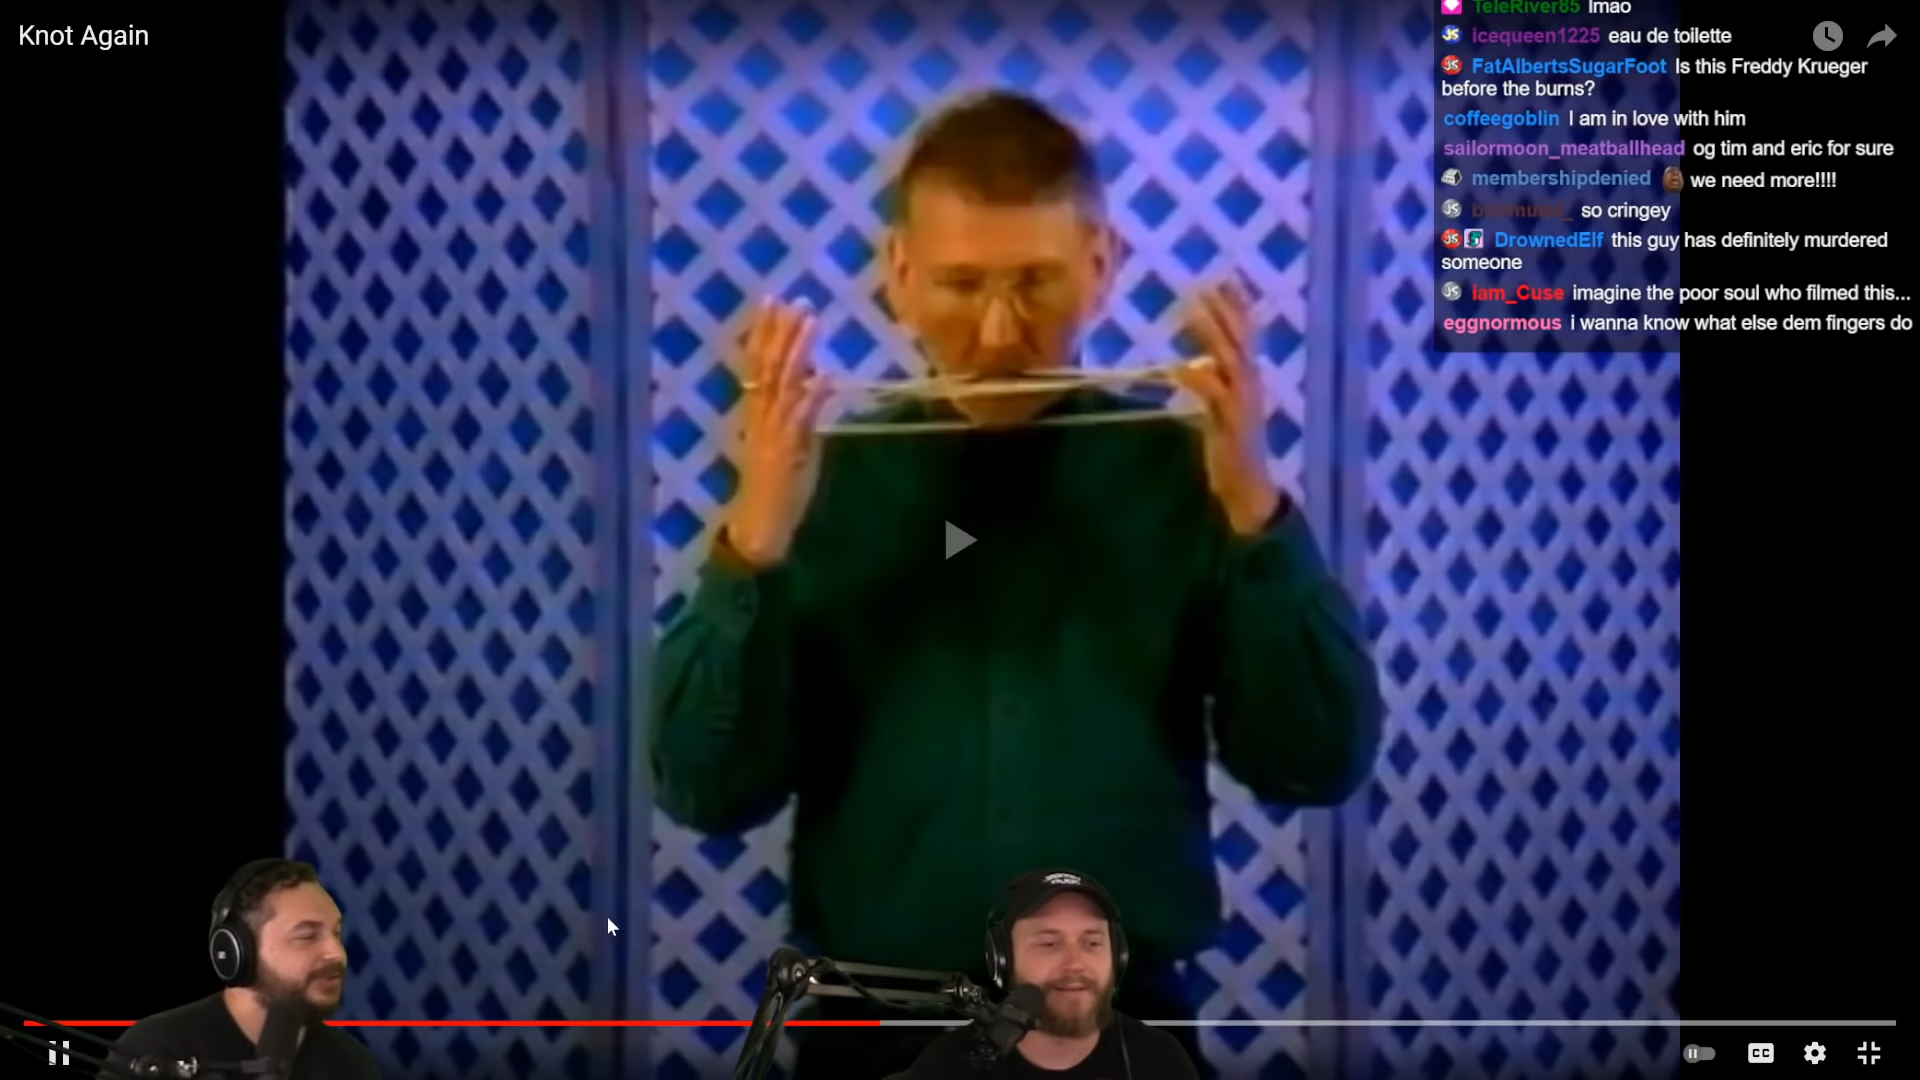 Knot Again
TeleRiver85 lmao
icequeen1225 eau de toilette
FatAlbertsSugarFoot Is this Freddy Krueger
before the burns?
coffeegoblin I am in love with him
sailormoon_meatballhead og tim and eric for sure
membershipdenied we need more!!!!
so cringey
DrownedElf this guy has definitely murdered
someone
iam_Cuse imagine the poor soul who filmed this...
eggnormous i wanna know what else dem fingers do
CC